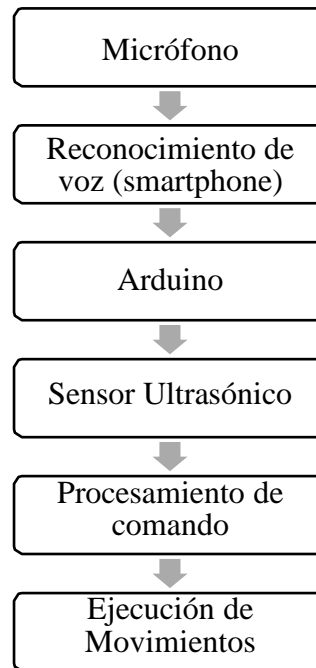 Micrófono
Reconocimiento de
voz (smartphone)
Arduino
Sensor Ultrasónico
Procesamiento de
comando
Ejecución de
Movimientos